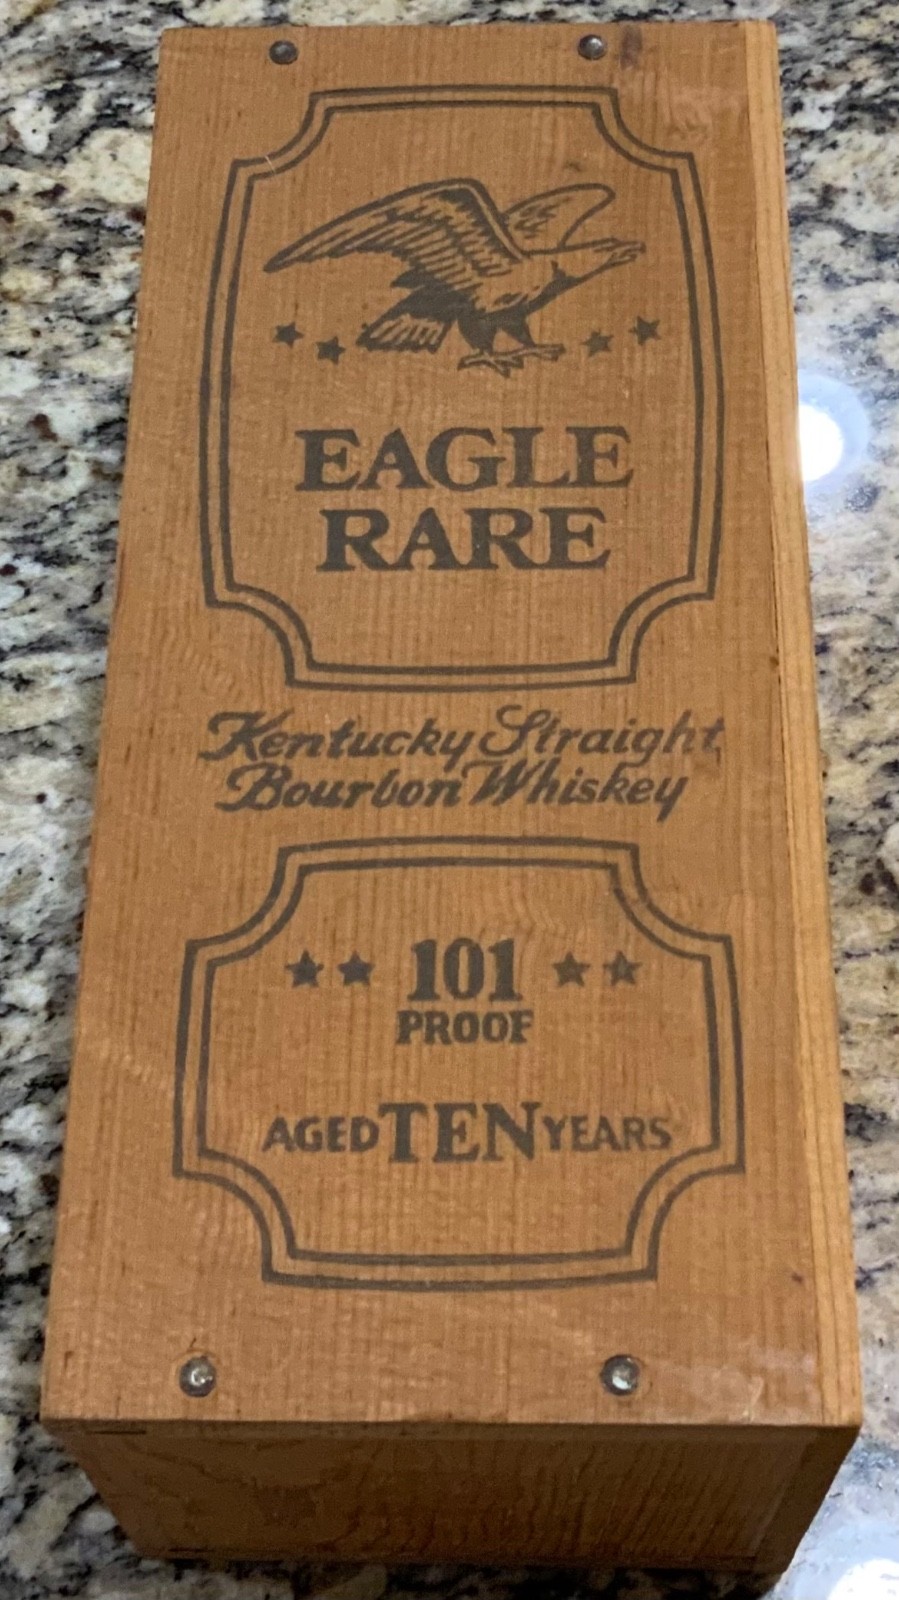 EAGLE
RARE
Kentucky Straight
Bourbon Whiskey
101
PROOF
AGED TEN YEARS